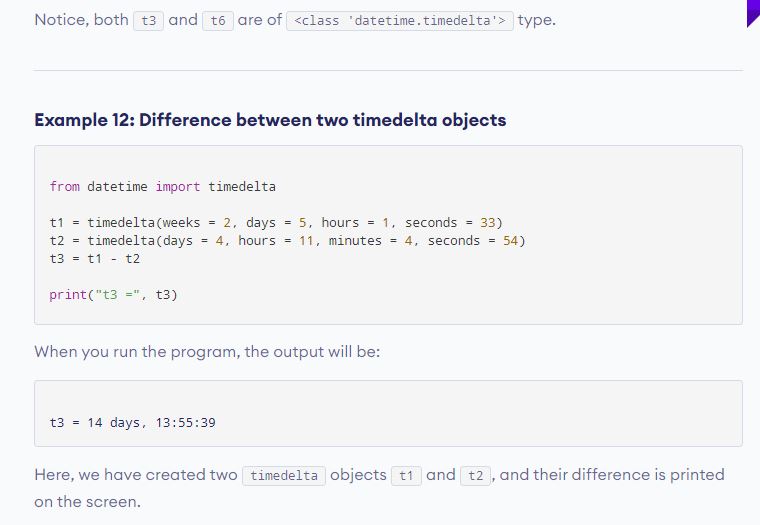 Notice, both t3 and t6 are of <class 'datetime.timedelta'> type.
Example 12: Difference between two timedelta objects
from datetime import timedelta
t1 = timedelta(weeks = 2, days = 5, hours = 1, seconds = 33)
t2 = timedelta(days = 4, hours = 11, minutes = 4, seconds = 54)
t3 = t1 - t2
print("t3 =", t3)
When you run the program, the output will be:
t3 = 14 days, 13:55:39
Here, we have created two timedelta objects t1 and t2, and their difference is printed
on the screen.